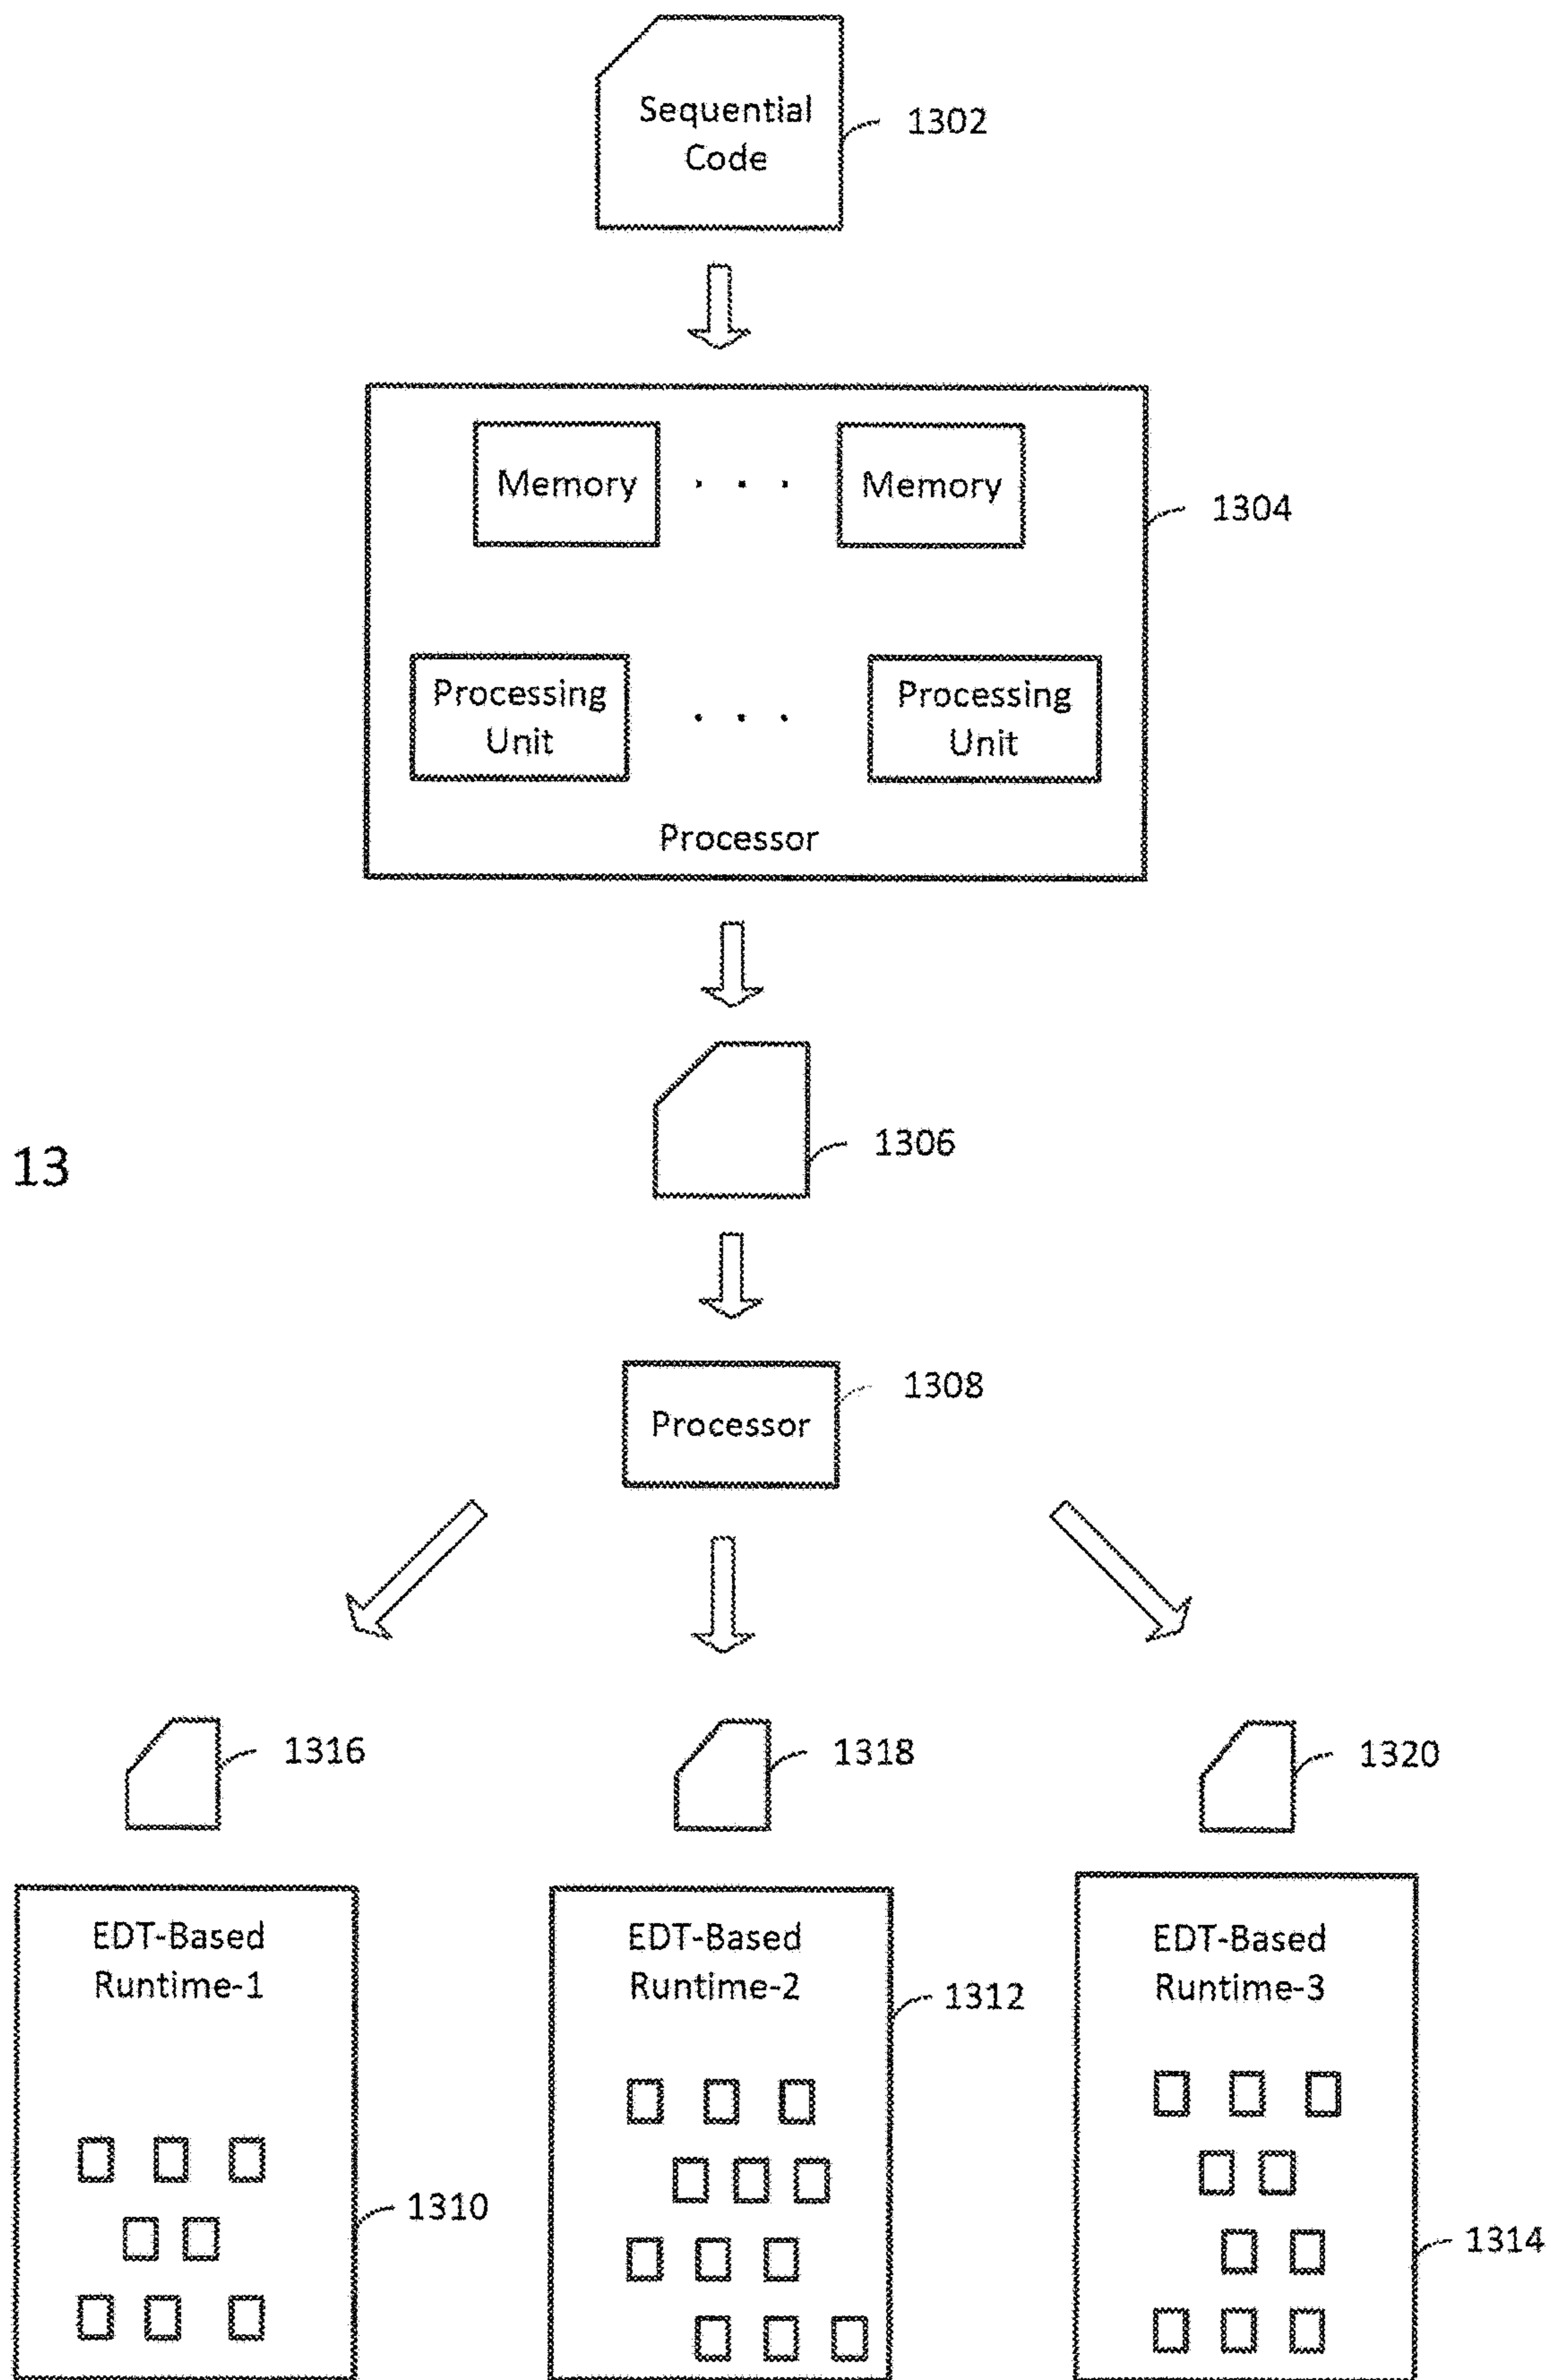 Sequential
Code
1302
Memory . . . Memory
1304
Processing
Unit
. . .
Processing
Unit
Processor
1306
13
1308
Processor
1316
1318
1320
EDT-Based
Runtime-1
1310
EDT-Based
Runtime-2
1312
EDT-Based
Runtime-3
1314